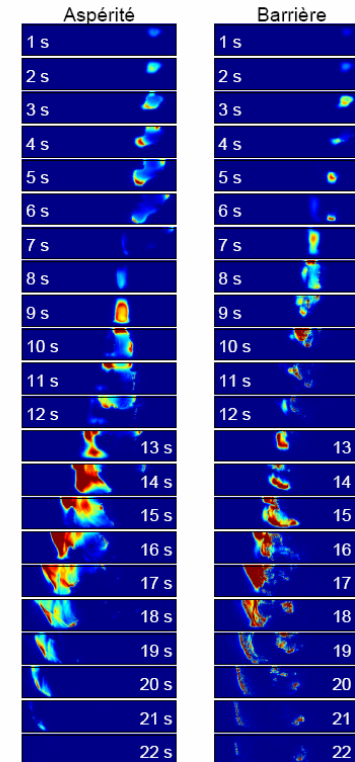 Aspérité
1 s
2 s
3 s
4 s
5 s
6 s
7 s
8 s
9 s
10 s
11 s
12 s
13 s
14 s
15 s
16 s
17 s
18 s
19 s
20 s
21 s
22 s
Barrière
1 s
2 s
3 s
4 s
5 s
6 s
7 s
8 s
9 s
10 s
11 s
12 s
13
14
15
16
17
18
19
20
21
22